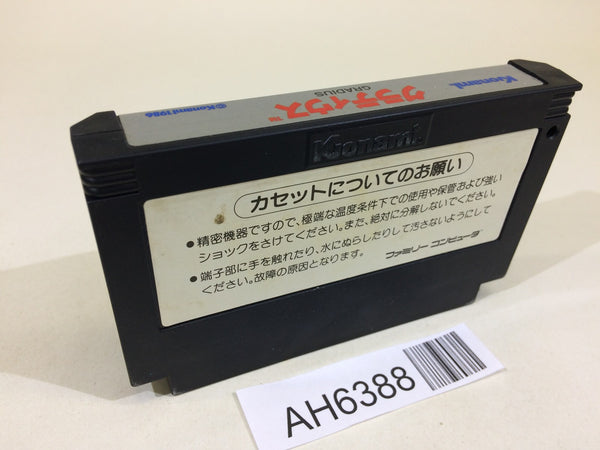 Konami
グラディウス™
GRADIUS
©Konami 1986
Konami
カセットについてのお願い
●精密機器ですので、極端な温度条件下での使用や保管および強い
ショックをさけてください。また、絶対に分解しないでください。
●端子部に手を触れたり、水にぬらしたりして汚さないようにして
ください。故障の原因となります。
ファミリー コンピュータ
AH6388